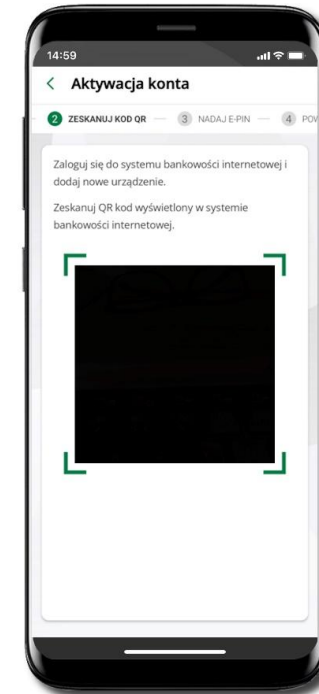 14:59
Aktywacja konta
2 ZESKANUJ KOD QR 3 NADAJ E-PIN 4
Zaloguj się do systemu bankowości internetowej i
dodaj nowe urządzenie.
Zeskanuj QR kod wyświetlony w systemie
bankowości internetowej.